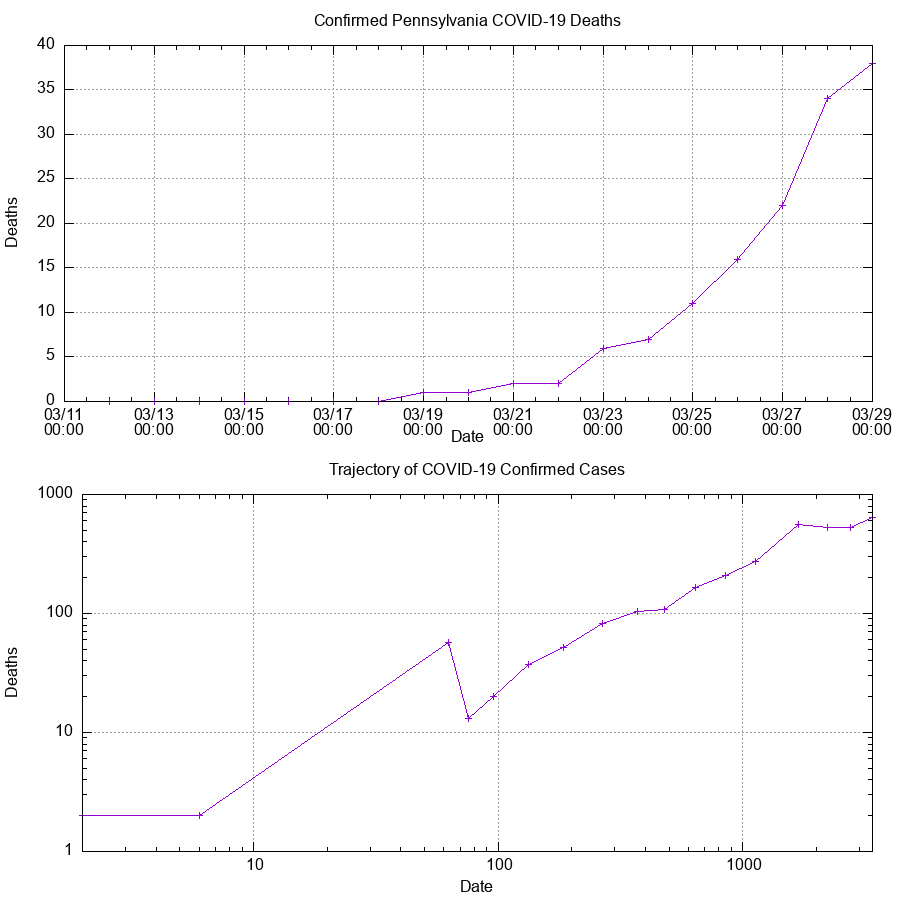 Confirmed Pennsylvania COVID-19 Deaths
40
35
30
25
20
15
10
5
0
Deaths
03/11 03/13 03/15 03/17 03/19 03/21 03/23 03/25 03/27 03/29
00:00 00:00 00:00 00:00 00:00 00:00 00:00 00:00 00:00 00:00
Date
Trajectory of COVID-19 Confirmed Cases
1000
100
10
1
Deaths
10 100 1000
Date